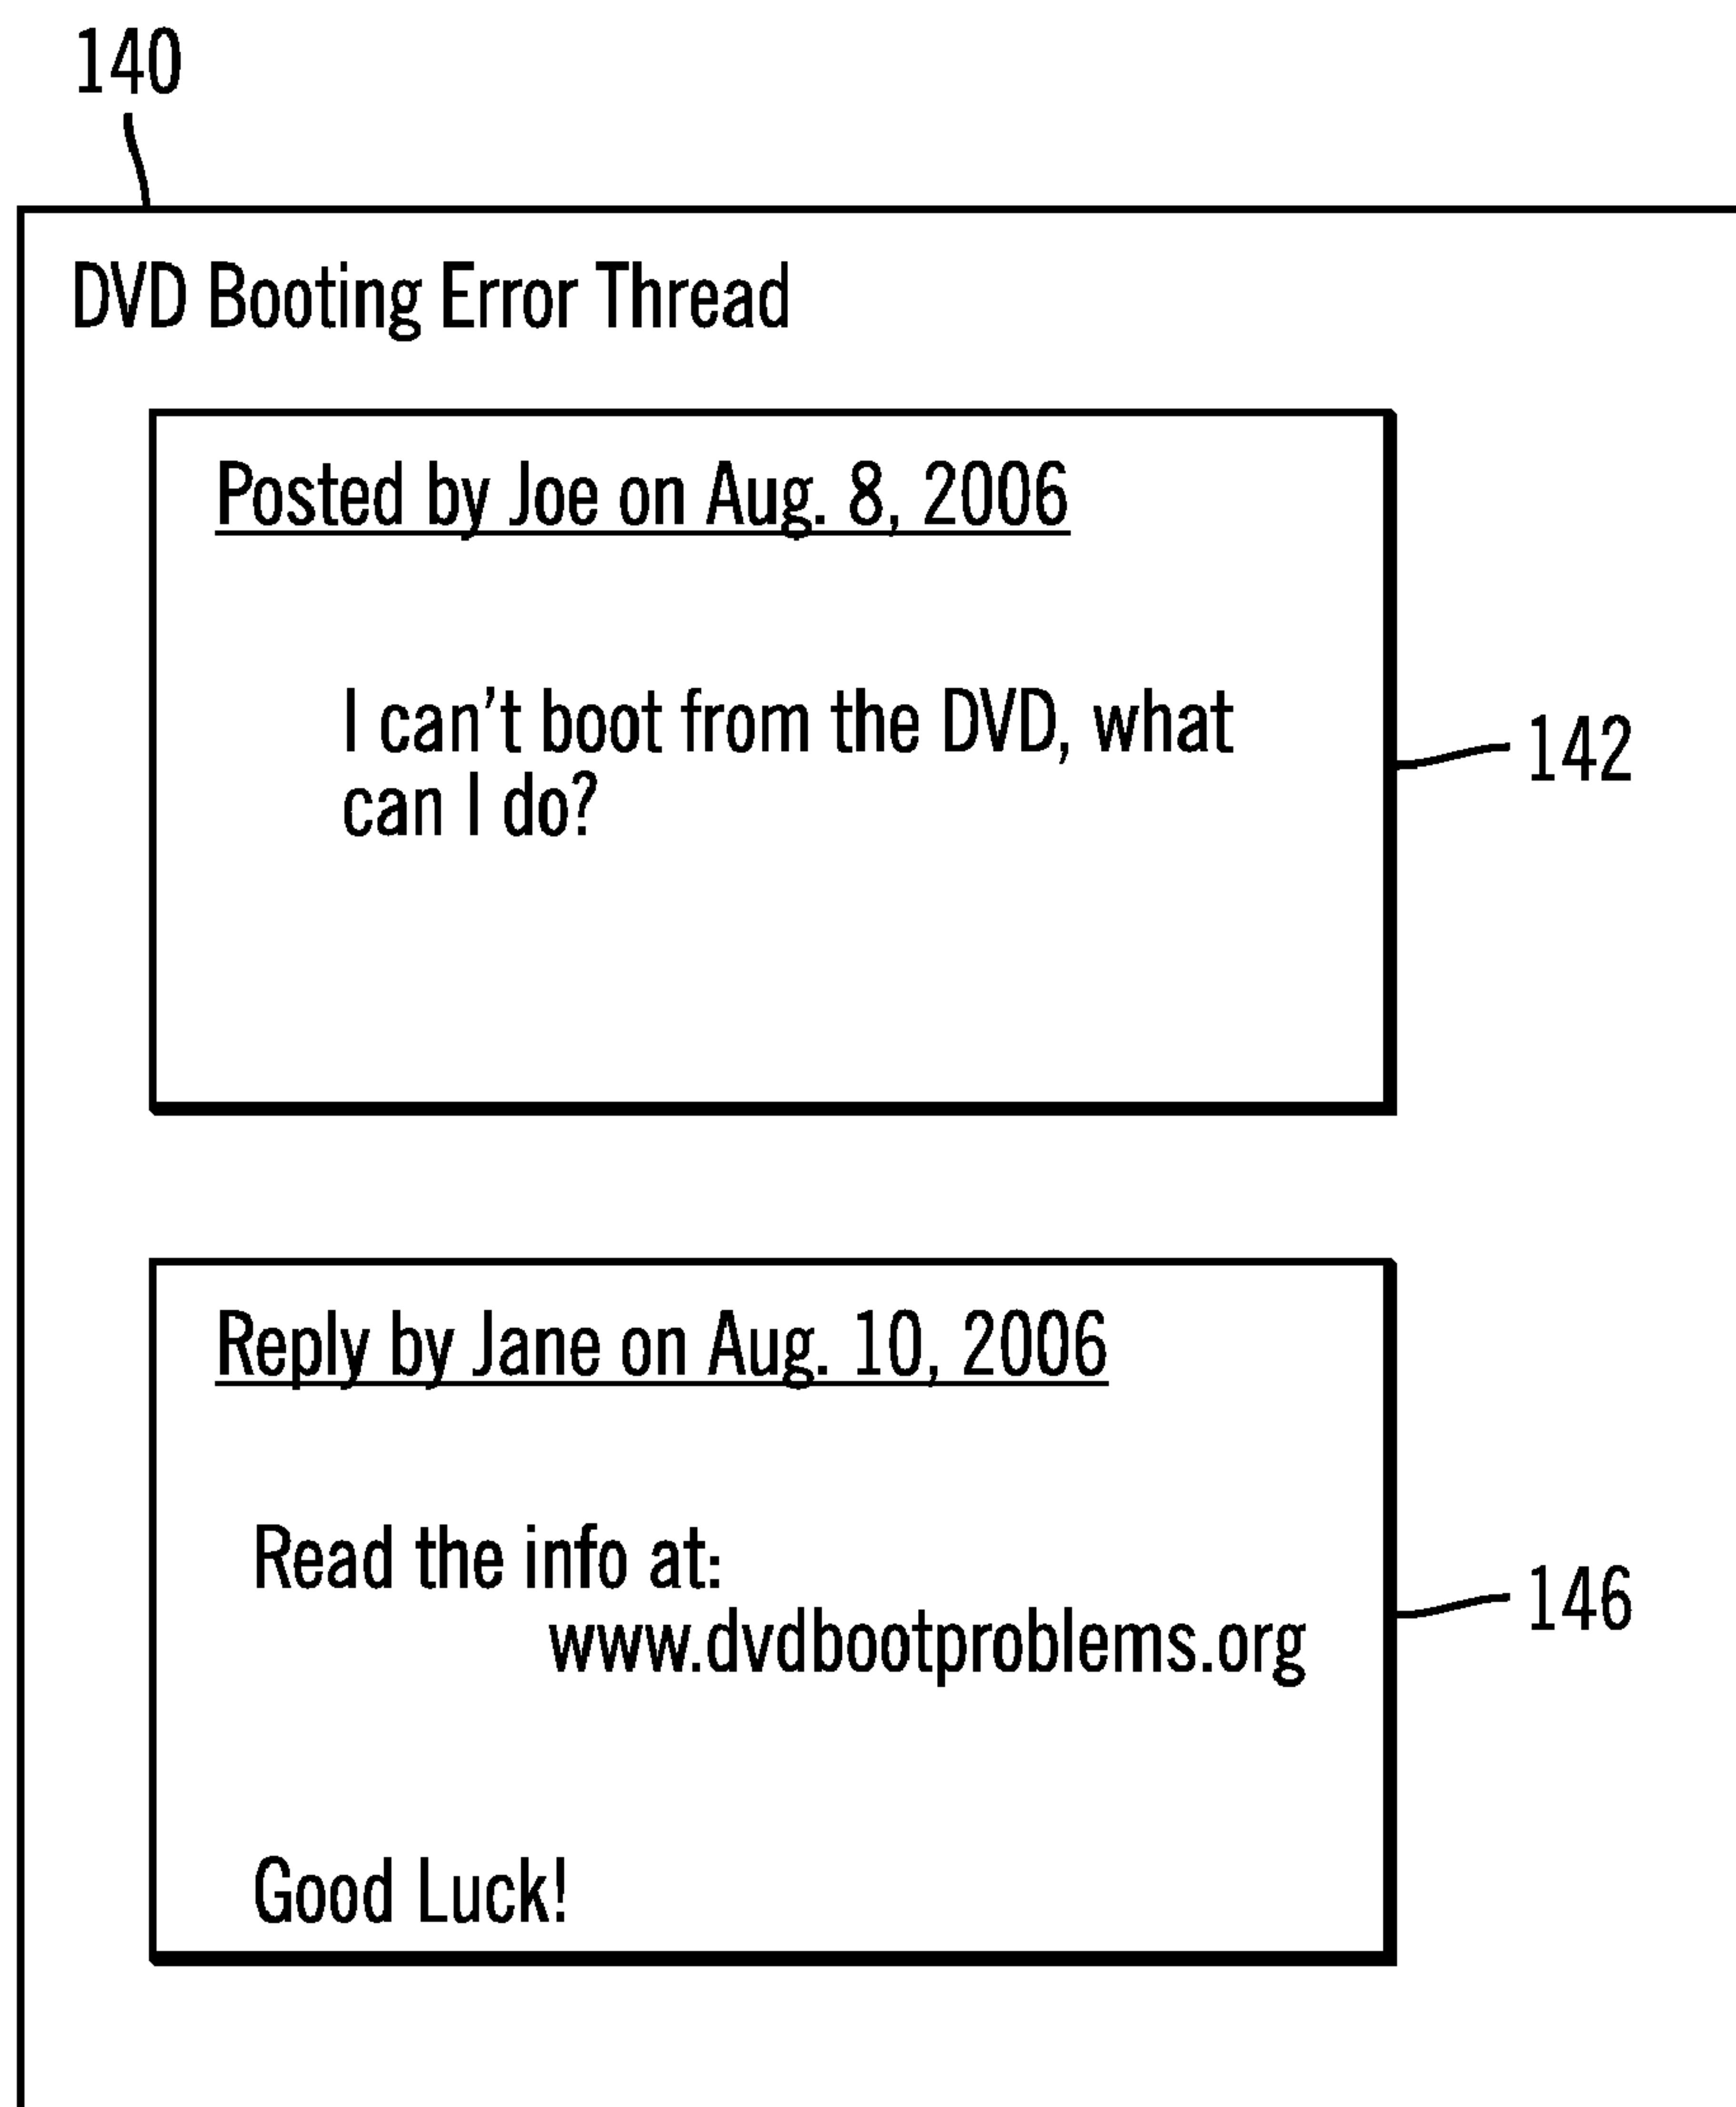 140
DVD Booting Error Thread
Posted by Joe on Aug. 8, 2006
I can't boot from the DVD, what
can I do?
142
Reply by Jane on Aug. 10, 2006
Read the info at:
www.dvdbootproblems.org
146
Good Luck!